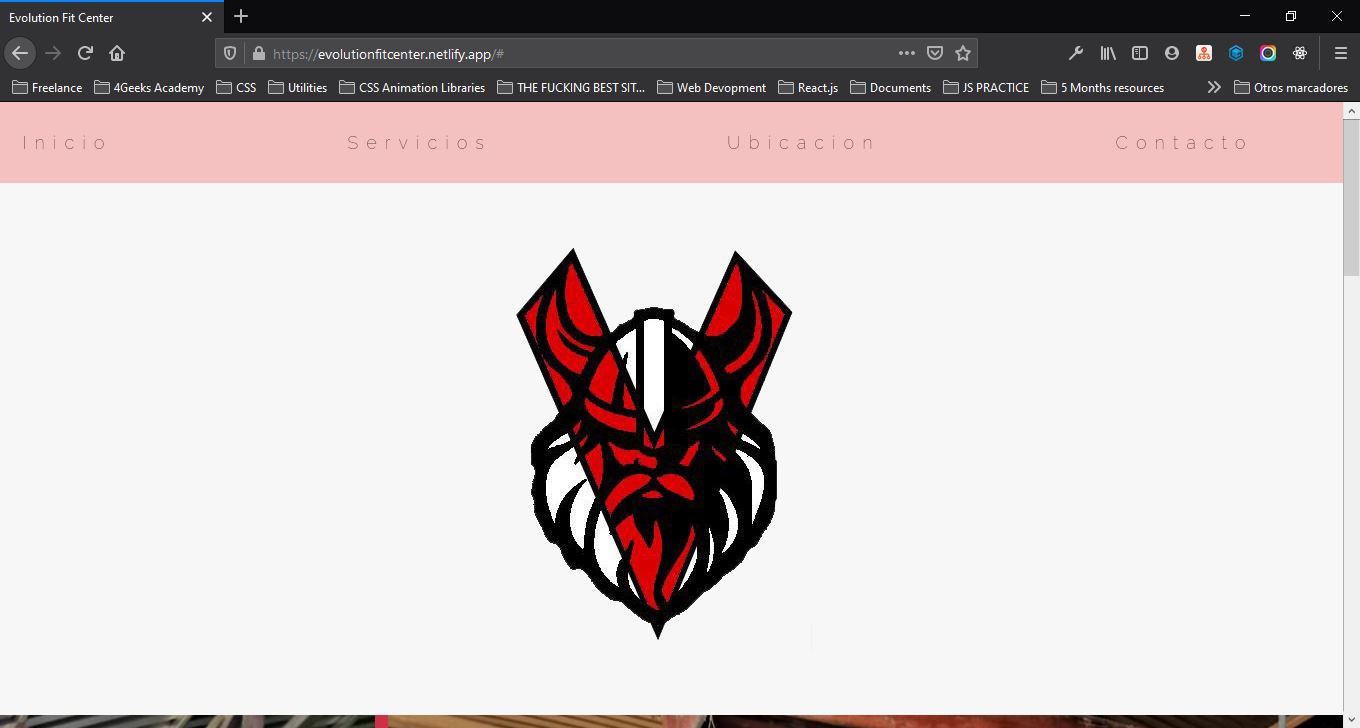 Evolution Fit Center
https://evolutionfitcenter.netlify.app/#
Freelance 4Geeks Academy CSS Utilities CSS Animation Libraries THE FUCKING BEST SIT... Web Devopment React.js Documents JS PRACTICE 5 Months resources Otros marcadores
Inicio Servicios Ubicacion Contacto